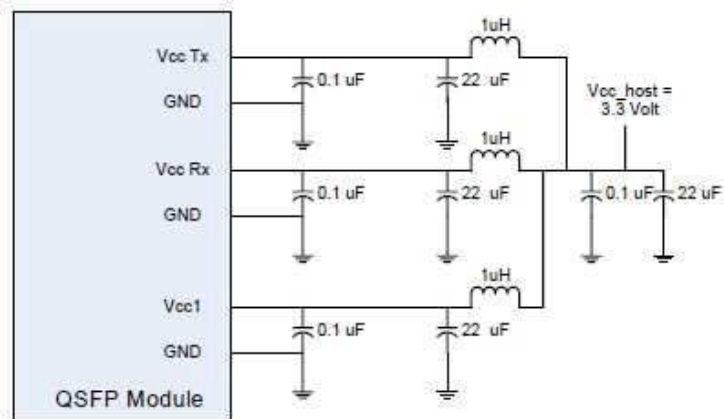 1uH
Vcc Tx
0.1 uF
22 uF
GND
Vcc_host =
3.3 Volt
1uH
Vcc Rx
0.1 uF
22 uF
0.1 uF
22 uF
GND
1uH
Vcc1
0.1 uF
22 uF
GND
QSFP Module